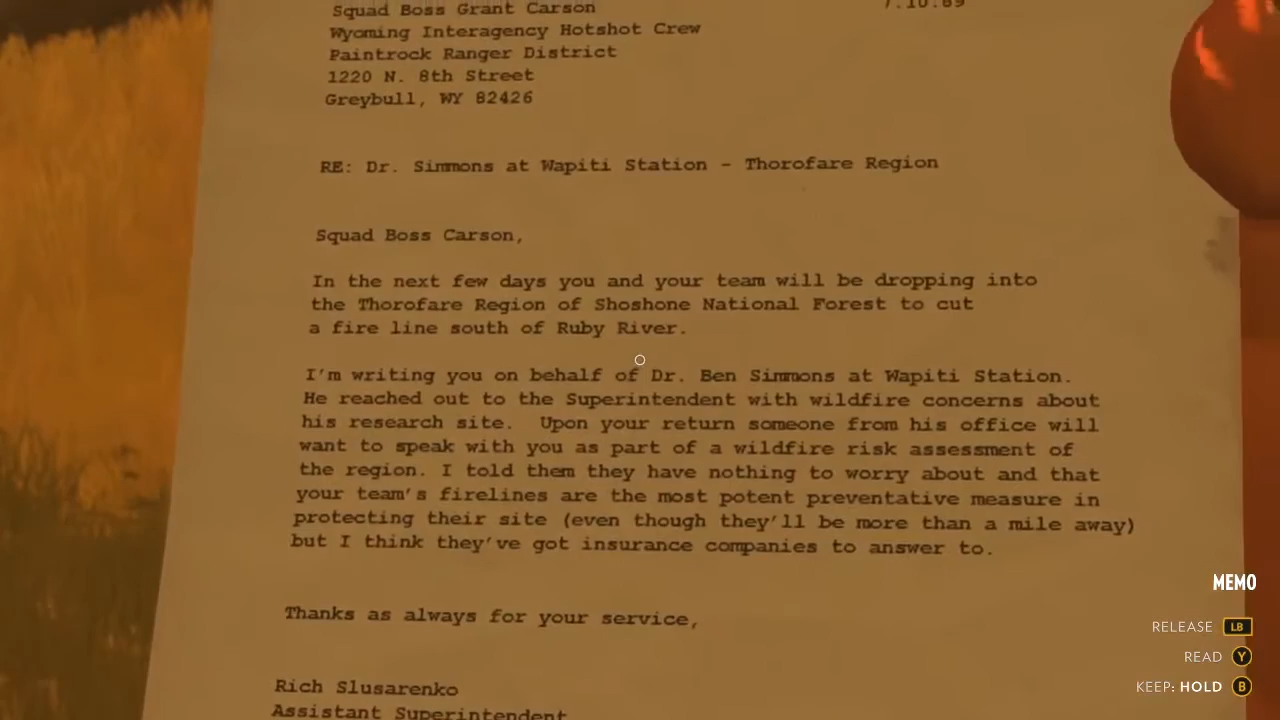 Squad Boss Grant Carson
7.10.89
Wyoming Interagency Hotshot Crew
Paintrock Ranger District
1220 N. 8th Street
Greybull, WY 82426
RE: Dr. Simmons at Wapiti Station - Thorofare Region
Squad Boss Carson,
In the next few days you and your team will be dropping into
the Thorofare Region of Shoshone National Forest to cut
a fire line south of Ruby River.
I'm writing you on behalf of Dr. Ben Simmons at Wapiti Station.
He reached out to the Superintendent with wildfire concerns about
his research site.  Upon your return someone from his office will
want to speak with you as part of a wildfire risk assessment of
the region. I told them they have nothing to worry about and that
your team's firelines are the most potent preventative measure in
protecting their site (even though they'll be more than a mile away)
but I think they've got insurance companies to answer to.
Thanks as always for your service,
Rich Slusarenko
Assistant Superintendent
MEMO
RELEASE LB
READ Y
KEEP: HOLD B